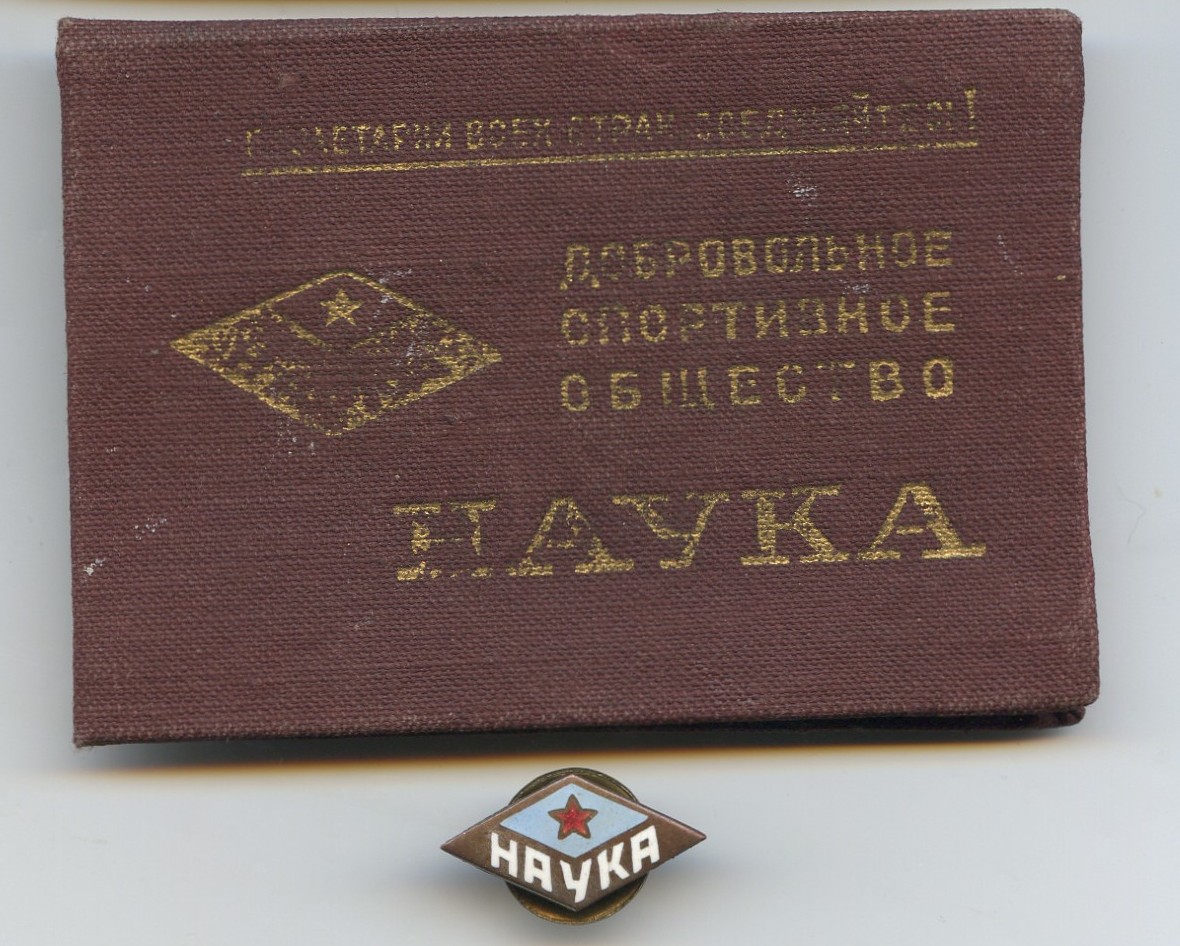 ПРОЛЕТАРИИ ВСЕХ СТРАН СОЕДИНЯЙТЕСЬ!
ДОБРОВОЛЬНОЕ
СПОРТИВНОЕ
ОБЩЕСТВО
НАУКА
НАУКА